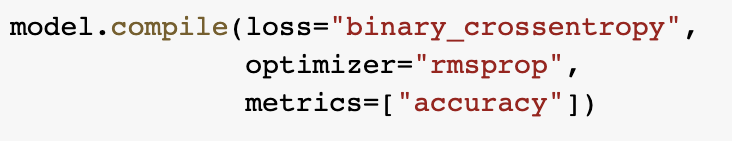 model.compile(loss="binary_crossentropy",
optimizer="rmsprop",
metrics=["accuracy"])